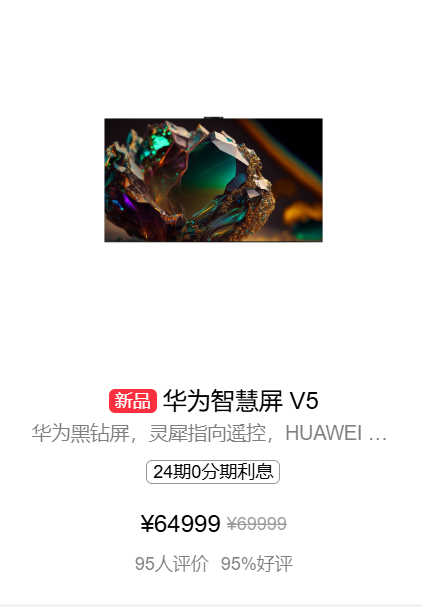 新品 华为智慧屏 V5
华为黑钻屏，灵犀指向遥控，HUAWEI ...
24期0分期利息
¥64999 ¥69999
95人评价 95%好评